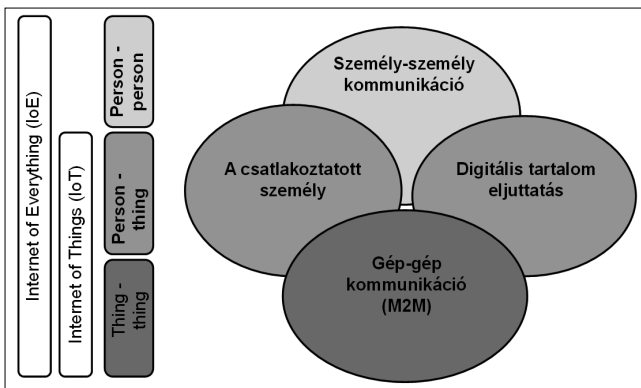 Internet of Everything (IoE)
Internet of Things (IoT)
Person -
person
Person -
thing
Thing -
thing
Személy-személy
kommunikáció
A csatlakoztatott
személy
Digitális tartalom
eljuttatás
Gép-gép
kommunikáció
(M2M)